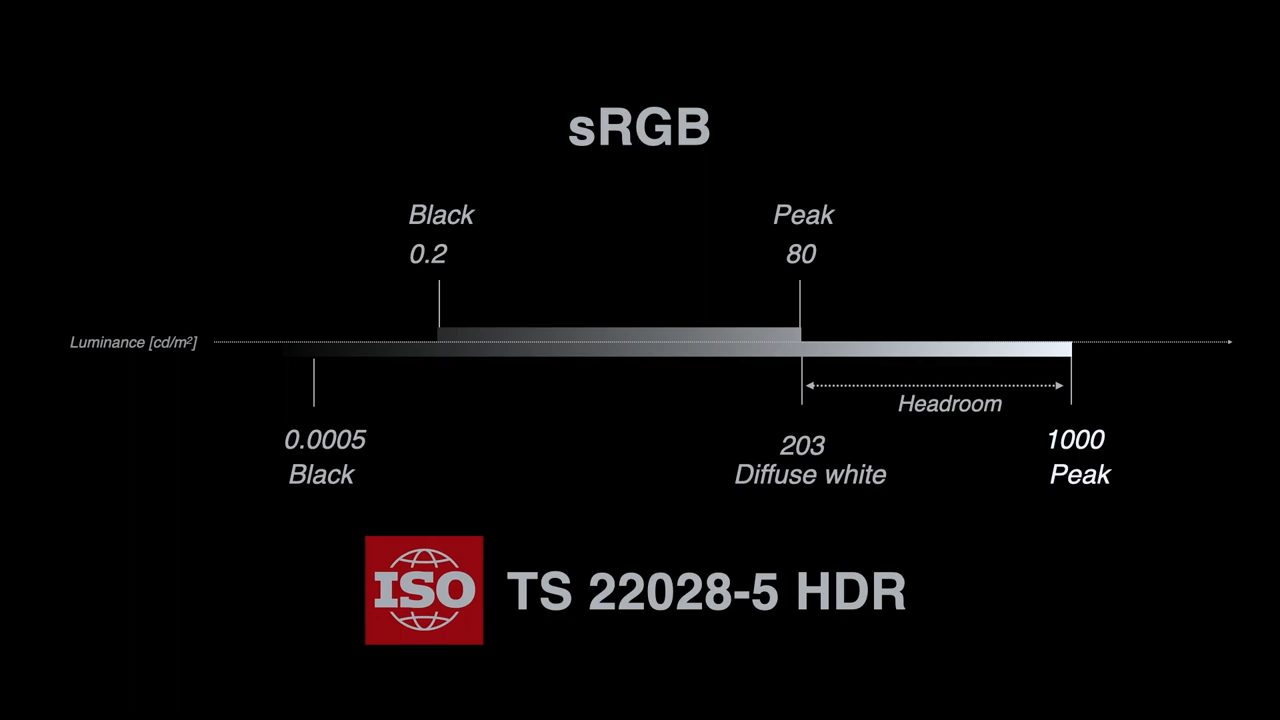 sRGB
Black
Peak
0.2
80
Luminance [cd/m²]
Headroom
0.0005
203
1000
Black
Diffuse white
Peak
ISO
TS 22028-5 HDR